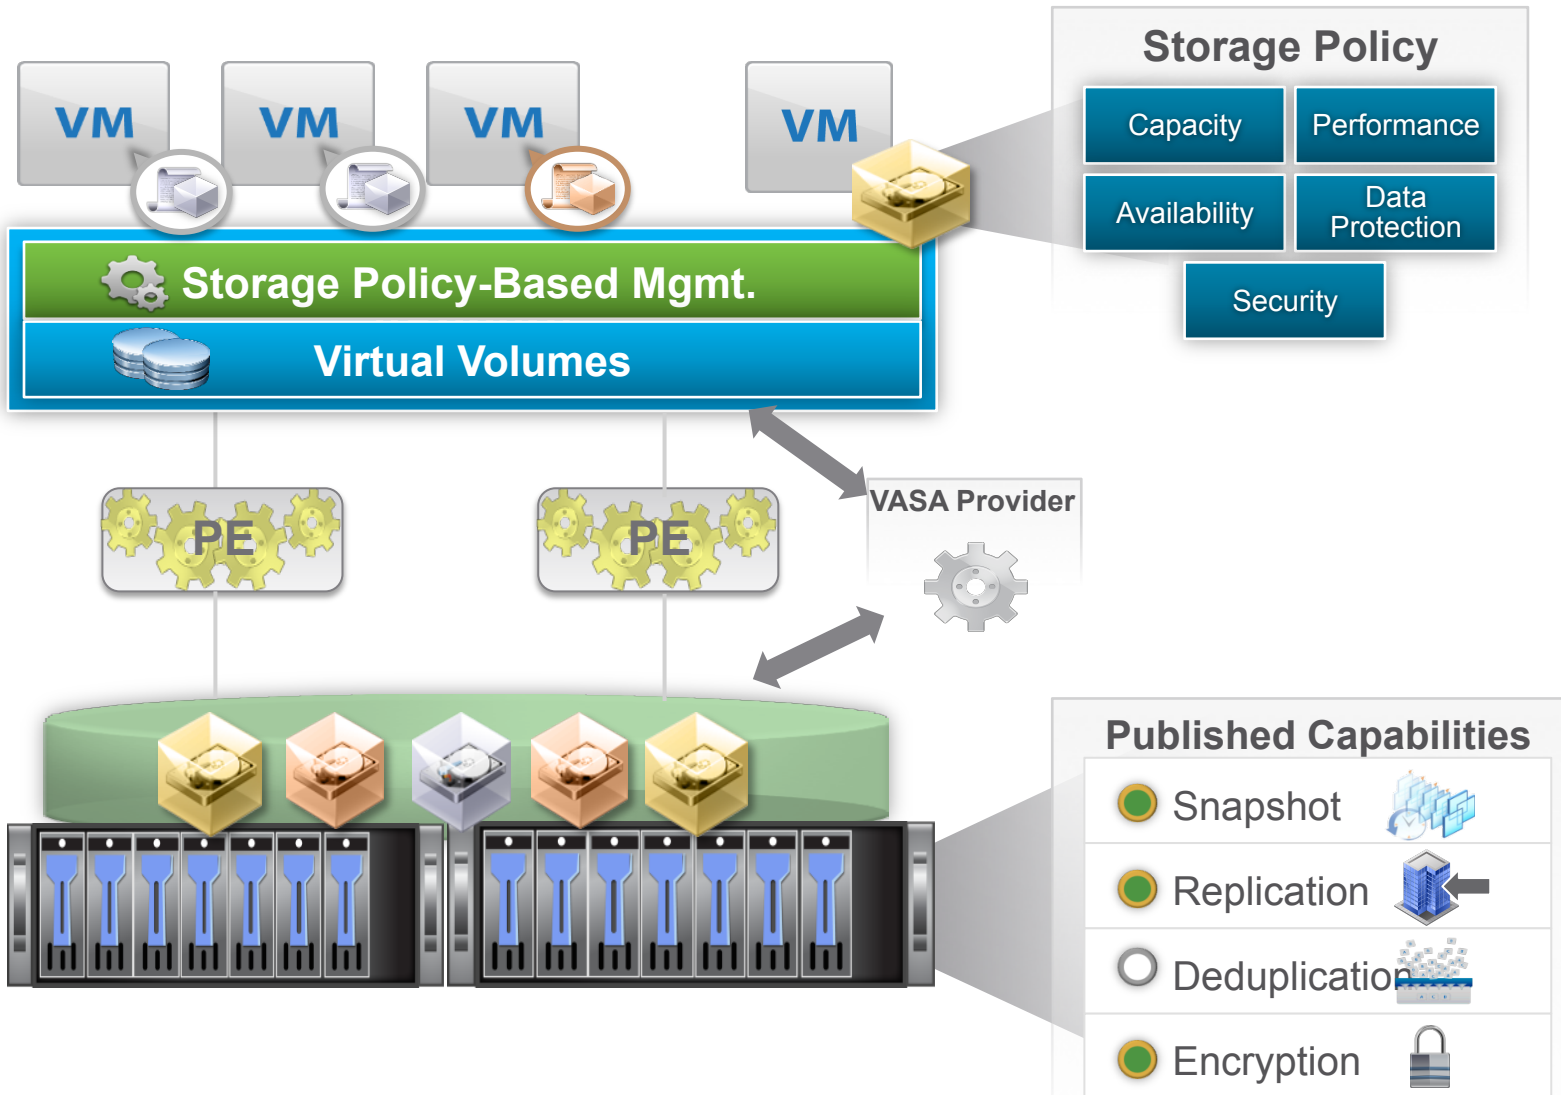 Storage Policy
VM
VM
VM
VM
Capacity
Performance
Availability
Data
Protection
Security
Storage Policy-Based Mgmt.
Virtual Volumes
PE
PE
VASA Provider
Published Capabilities
Snapshot
Replication
Deduplication
Encryption